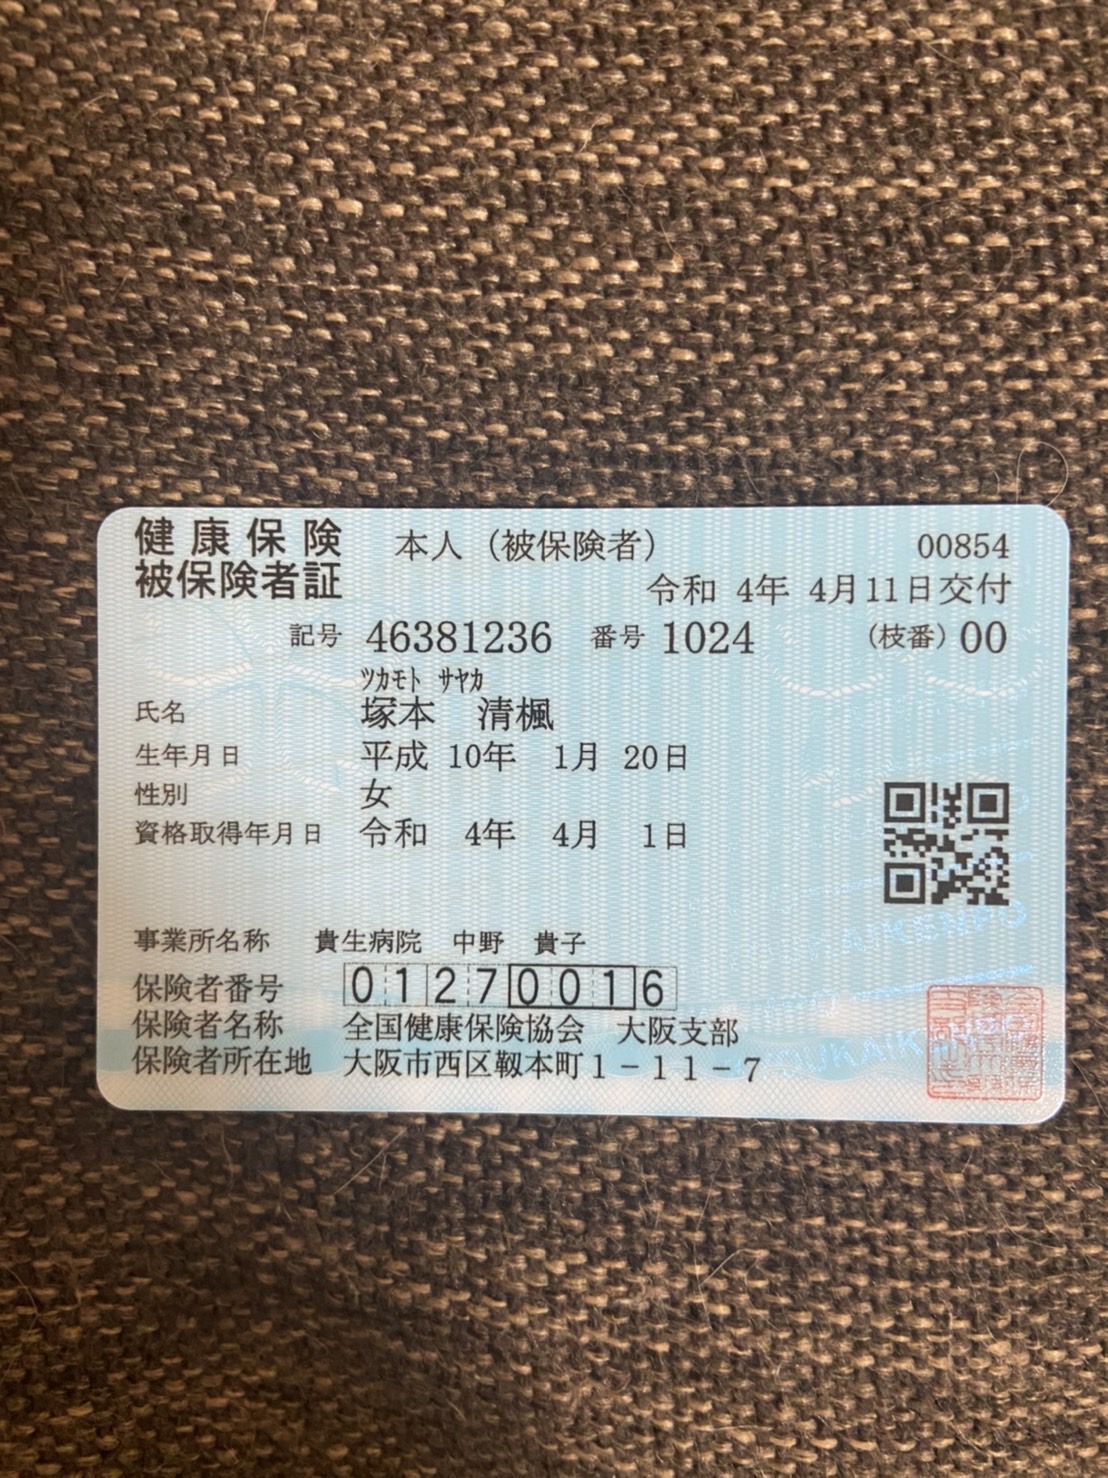 健康保険
被保険者証
本人（被保険者）
00854
令和 4年 4月11日交付
記号 46381236 番号 1024 （枝番）00
ﾂｶﾓﾄ ｻﾔｶ
氏名 塚本 清楓
生年月日 平成 10年 1月 20日
性別 女
資格取得年月日 令和 4年 4月 1日
事業所名称 貴生病院 中野 貴子
保険者番号 01270016
保険者名称 全国健康保険協会 大阪支部
保険者所在地 大阪市西区靱本町1－11－7